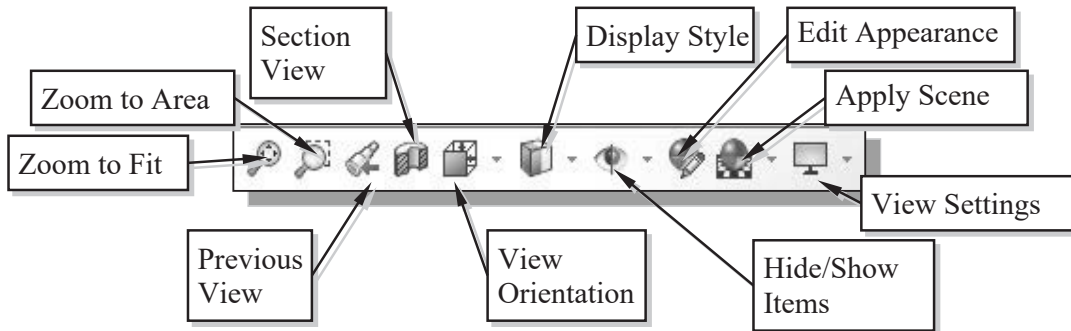 Section
View
Display Style
Edit Appearance
Zoom to Area
Apply Scene
Zoom to Fit
View Settings
Previous
View
View
Orientation
Hide/Show
Items